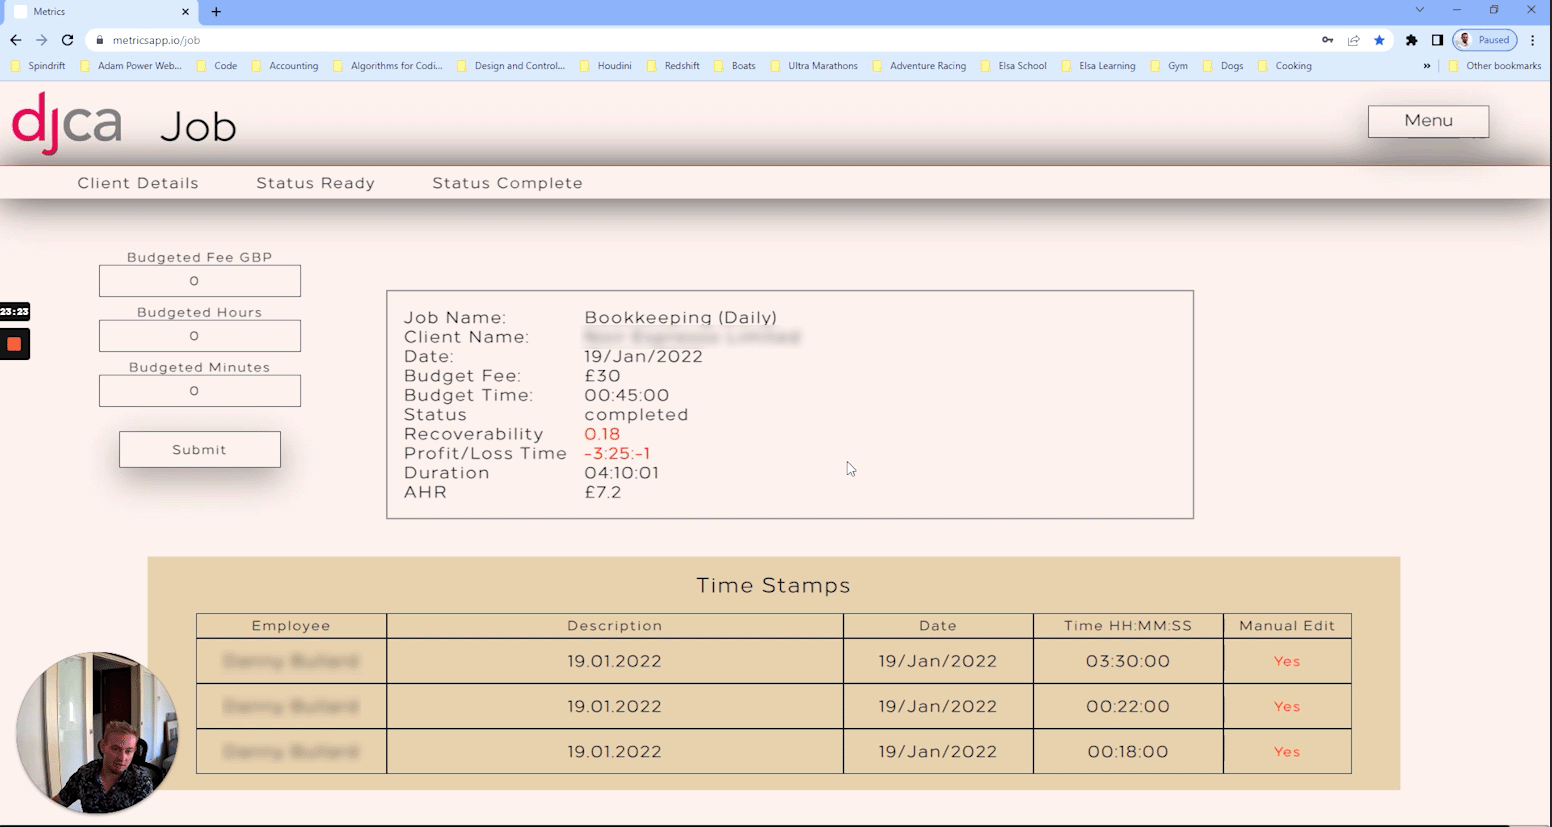 Metrics
metricsapp.io/job
Paused
Spindrift Adam Power Web... Code Accounting Algorithms for Codi... Design and Control... Houdini Redshift Boats Ultra Marathons Adventure Racing Elsa School Elsa Learning Gym Dogs Cooking » Other bookmarks
djca Job Menu
Client Details Status Ready Status Complete
Budgeted Fee GBP
0
Budgeted Hours
0
Budgeted Minutes
0
Submit
23:23
Job Name: Bookkeeping (Daily)
Client Name:
Date: 19/Jan/2022
Budget Fee: £30
Budget Time: 00:45:00
Status completed
Recoverability 0.18
Profit/Loss Time -3:25:-1
Duration 04:10:01
AHR £7.2
Time Stamps
Employee Description Date Time HH:MM:SS Manual Edit
19.01.2022 19/Jan/2022 03:30:00 Yes
19.01.2022 19/Jan/2022 00:22:00 Yes
19.01.2022 19/Jan/2022 00:18:00 Yes